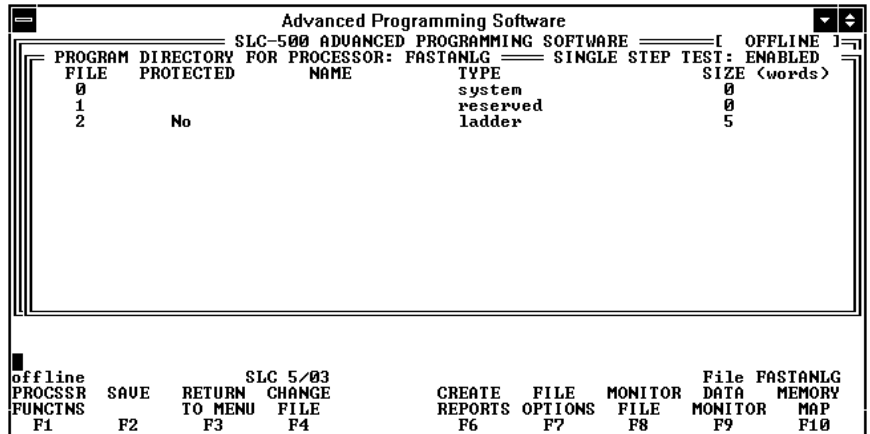 Advanced Programming Software
SLC-500 ADVANCED PROGRAMMING SOFTWARE [ OFFLINE ]
PROGRAM DIRECTORY FOR PROCESSOR: FASTANLG SINGLE STEP TEST: ENABLED
FILE PROTECTED NAME TYPE SIZE (words)
0 system 0
1 reserved 0
2 No ladder 5
offline SLC 5/03 File FASTANLG
PROCSSR SAVE RETURN CHANGE CREATE FILE MONITOR DATA MEMORY
FUNCTNS TO MENU FILE REPORTS OPTIONS FILE MONITOR MAP
F1 F2 F3 F4 F6 F7 F8 F9 F10